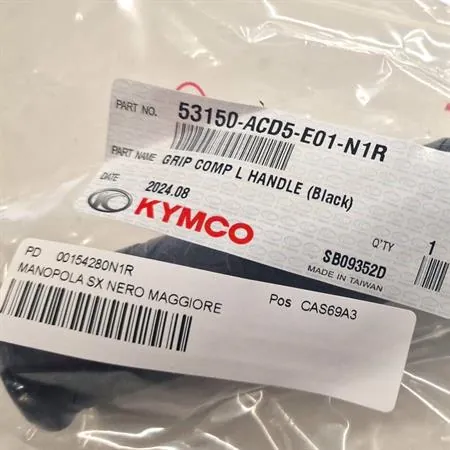 PART NO. 53150-ACD5-E01-N1R
PART NAME GRIP COMP L HANDLE (Black)
DATE 2024.08
KYMCO
Q'TY 1
SB09352D
MADE IN TAIWAN
PD 00154280N1R
MANOPOLA SX NERO MAGGIORE
Pos CAS69A3